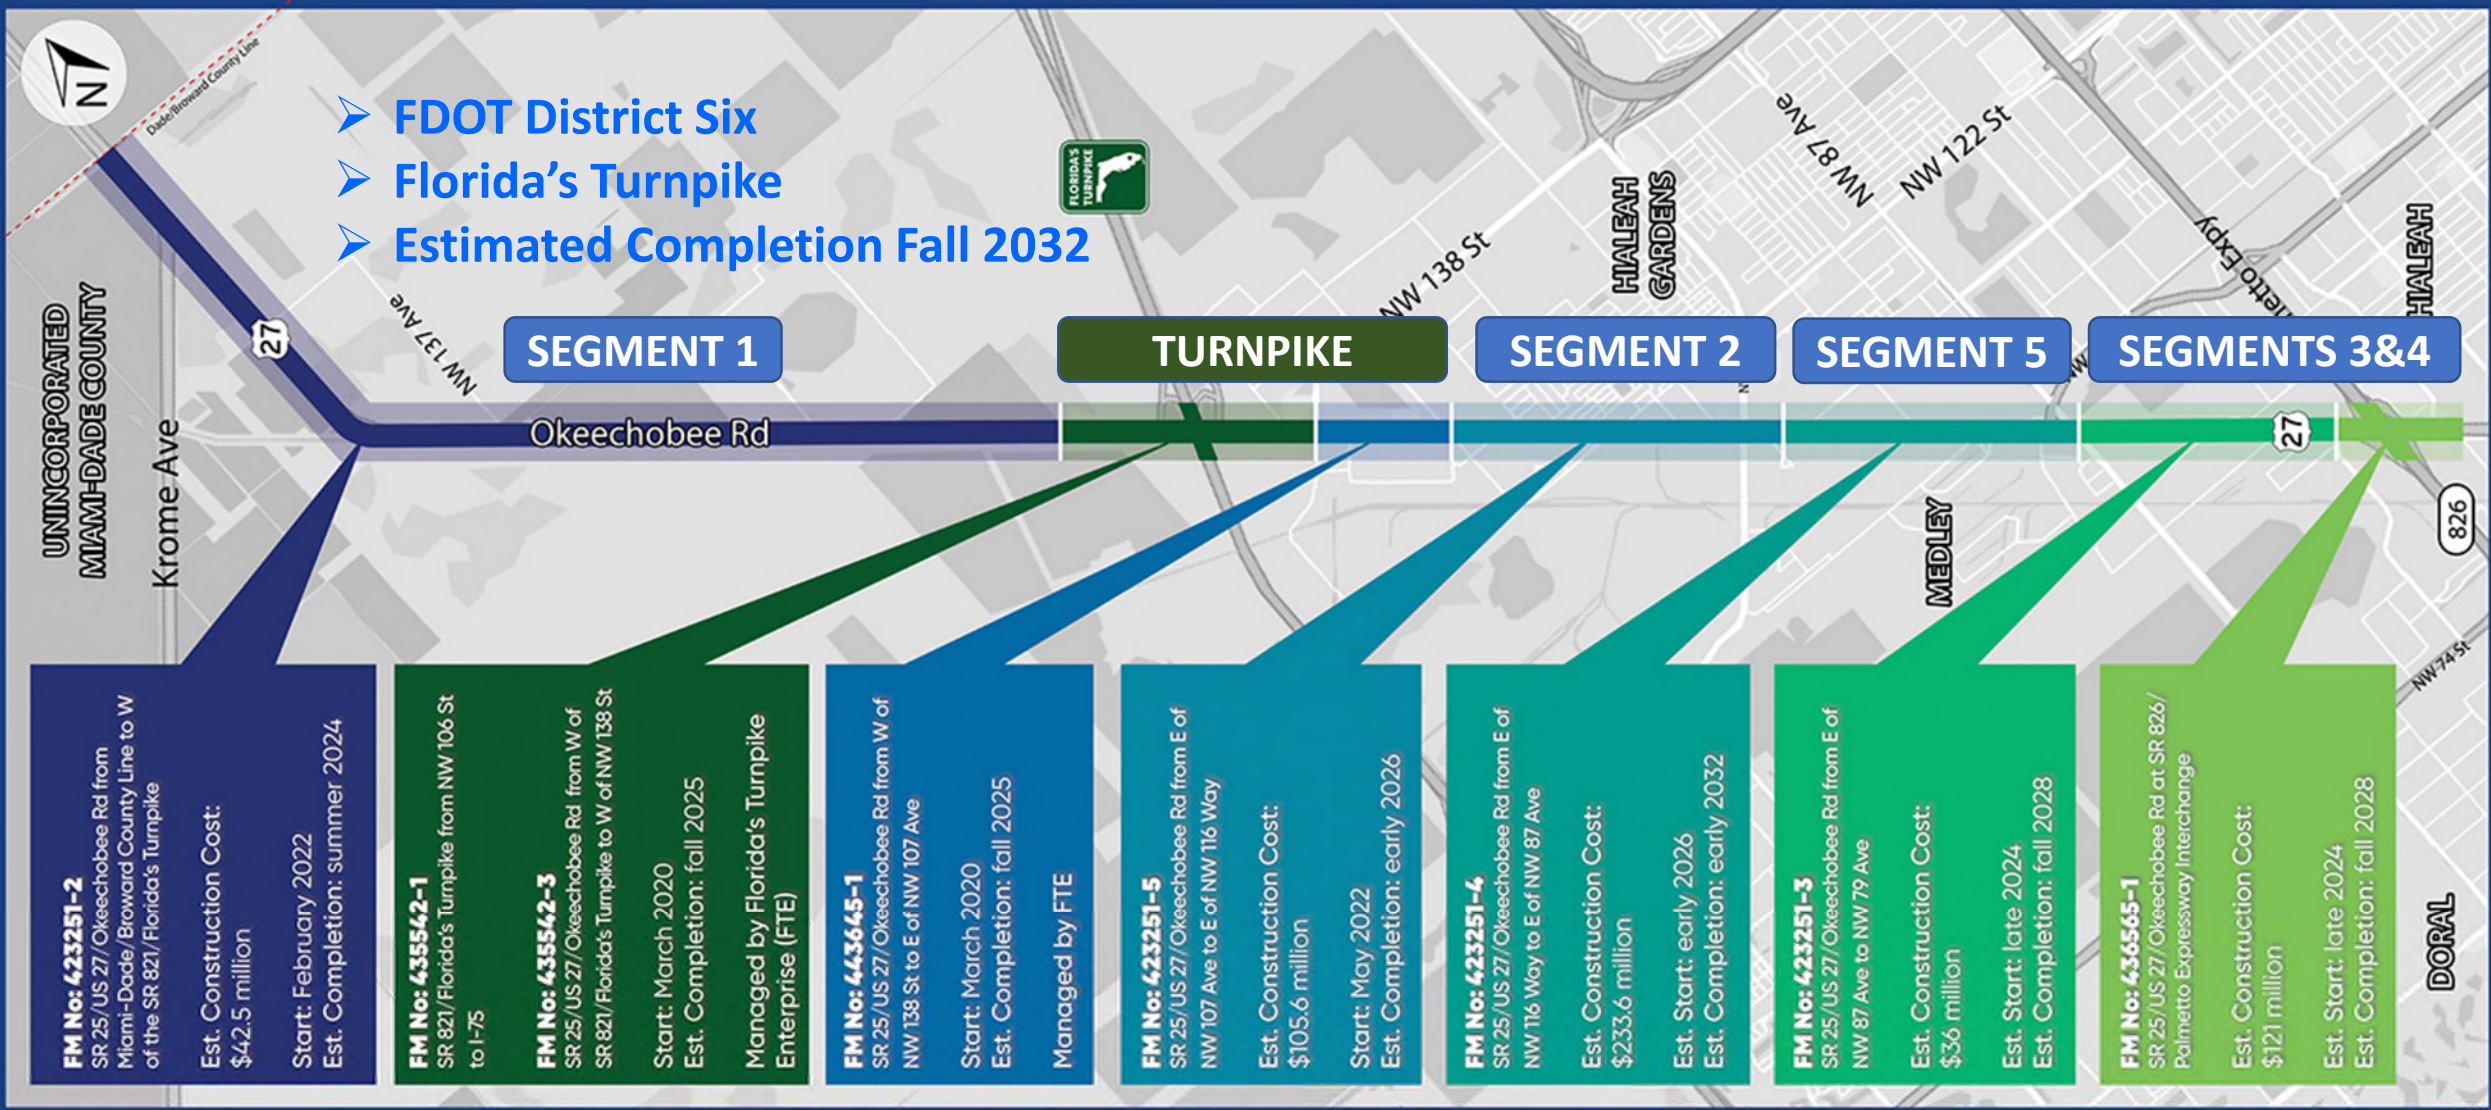 N
Dade/Broward County Line
➢ FDOT District Six
➢ Florida's Turnpike
➢ Estimated Completion Fall 2032
FLORIDA'S
TURNPIKE
NW 87 Ave
NW 122 St
HIALEAH
GARDENS
HIALEAH
NW 138 St
NW 137 Ave
UNINCORPORATED
MIAMI-DADE COUNTY
Krome Ave
27
SEGMENT 1
TURNPIKE
SEGMENT 2
SEGMENT 5
SEGMENTS 3&4
Expy
Okeechobee Rd
27
826
MEDLEY
NW 74 St
DORAL
FM No: 423251-2
SR 25/US 27/Okeechobee Rd from
Miami-Dade/Broward County Line to W
of the SR 821/Florida's Turnpike
Est. Construction Cost:
$42.5 million
Start: February 2022
Est. Completion: summer 2024
FM No: 435542-1
SR 821/Florida's Turnpike from NW 106 St
to I-75
FM No: 435542-3
SR 25/US 27/Okeechobee Rd from W of
SR 821/Florida's Turnpike to W of NW 138 St
Start: March 2020
Est. Completion: fall 2025
Managed by Florida's Turnpike
Enterprise (FTE)
FM No: 443645-1
SR 25/US 27/Okeechobee Rd from W of
NW 138 St to E of NW 107 Ave
Start: March 2020
Est. Completion: fall 2025
Managed by FTE
FM No: 423251-5
SR 25/US 27/Okeechobee Rd from E of
NW 107 Ave to E of NW 116 Way
Est. Construction Cost:
$105.6 million
Start: May 2022
Est. Completion: early 2026
FM No: 423251-4
SR 25/US 27/Okeechobee Rd from E of
NW 116 Way to E of NW 87 Ave
Est. Construction Cost:
$233.6 million
Est. Start: early 2026
Est. Completion: early 2032
FM No: 423251-3
SR 25/US 27/Okeechobee Rd from E of
NW 87 Ave to NW 79 Ave
Est. Construction Cost:
$36 million
Est. Start: late 2024
Est. Completion: fall 2028
FM No: 436565-1
SR 25/US 27/Okeechobee Rd at SR 826/
Palmetto Expressway Interchange
Est. Construction Cost:
$121 million
Est. Start: late 2024
Est. Completion: fall 2028